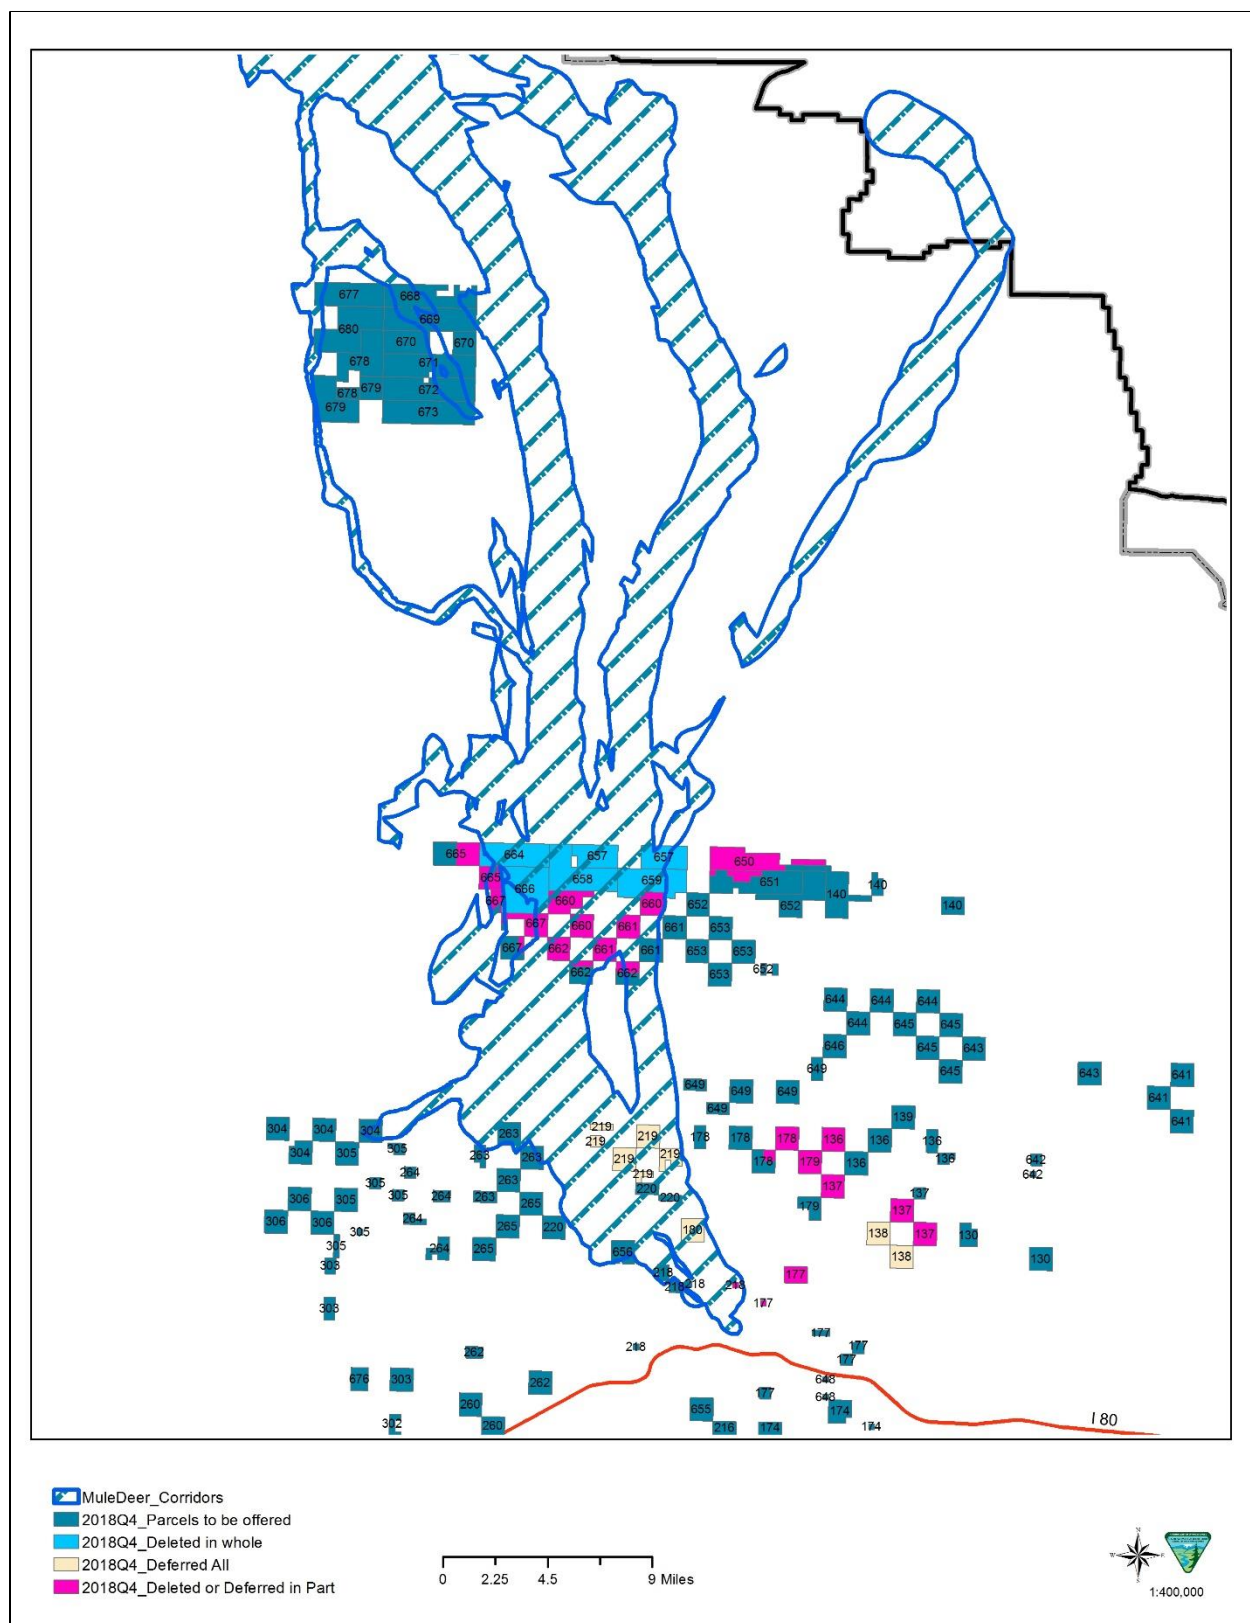 677 668
669
680 670 670
678 671
678 679 672
679 673
665 664 657 657 650
665 666 658 659 651 140 140
667 660 660 652 652 140
667 660 661 661 653
667 662 661 661 653 653
662 662 653 652
644 644 644
644 645 645
646 645 643
649 645 643 641
649 649 649 641
649 139 641
304 304 304 263 219 219 178 178 178 136 136 136
304 305 305 263 263 219 219 219 178 179 136 136 642
305 264 263 219 137 642
306 305 305 264 263 265 220 220 179 137
306 306 305 264 265 220 180 137 138 137 130
305 264 265 656 138 130
303 218 218 218 218 177
303 177
177
262 218 177 177
676 303 262 648
177 648
260 655 174
302 260 216 174 174
I 80
MuleDeer_Corridors
2018Q4_Parcels to be offered
2018Q4_Deleted in whole
2018Q4_Deferred All
2018Q4_Deleted or Deferred in Part
0 2.25 4.5 9 Miles
N
W E
S
1:400,000